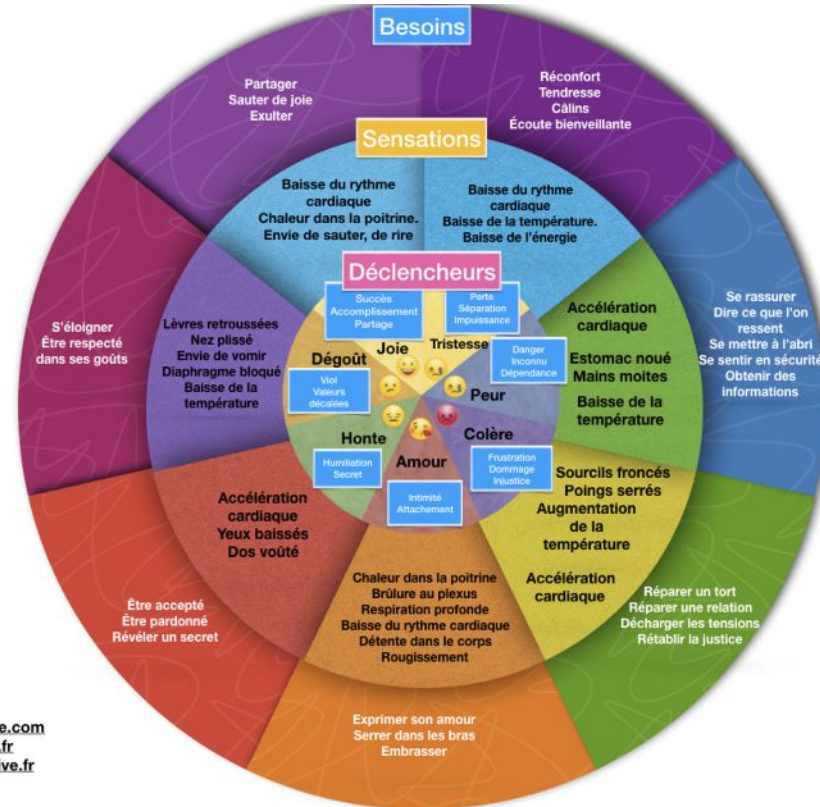 Besoins
Partager
Sauter de joie
Exulter
Réconfort
Tendresse
Câlins
Écoute bienveillante
Se rassurer
Dire ce que l'on
ressent
Se mettre à l'abri
Se sentir en sécurité
Obtenir des
informations
Réparer un tort
Réparer une relation
Décharger les tensions
Rétablir la justice
Exprimer son amour
Serrer dans les bras
Embrasser
Être accepté
Être pardonné
Révéler un secret
S'éloigner
Être respecté
dans ses goûts
Sensations
Baisse du rythme
cardiaque
Chaleur dans la poitrine.
Envie de sauter, de rire
Baisse du rythme
cardiaque
Baisse de la température.
Baisse de l'énergie
Accélération
cardiaque
Estomac noué
Mains moites
Baisse de la
température
Sourcils froncés
Poings serrés
Augmentation
de la
température
Accélération
cardiaque
Chaleur dans la poitrine
Brûlure au plexus
Respiration profonde
Baisse du rythme cardiaque
Détente dans le corps
Rougissement
Accélération
cardiaque
Yeux baissés
Dos voûté
Lèvres retroussées
Nez plissé
Envie de vomir
Diaphragme bloqué
Baisse de la
température
Déclencheurs
Succès
Accomplissement
Partage
Joie
Perte
Séparation
Impuissance
Tristesse
Danger
Inconnu
Dépendance
Peur
Colère
Frustration
Dommage
Injustice
Amour
Intimité
Attachement
Honte
Humiliation
Secret
Dégoût
Viol
Valeurs
décalées
e.com
.fr
ive.fr